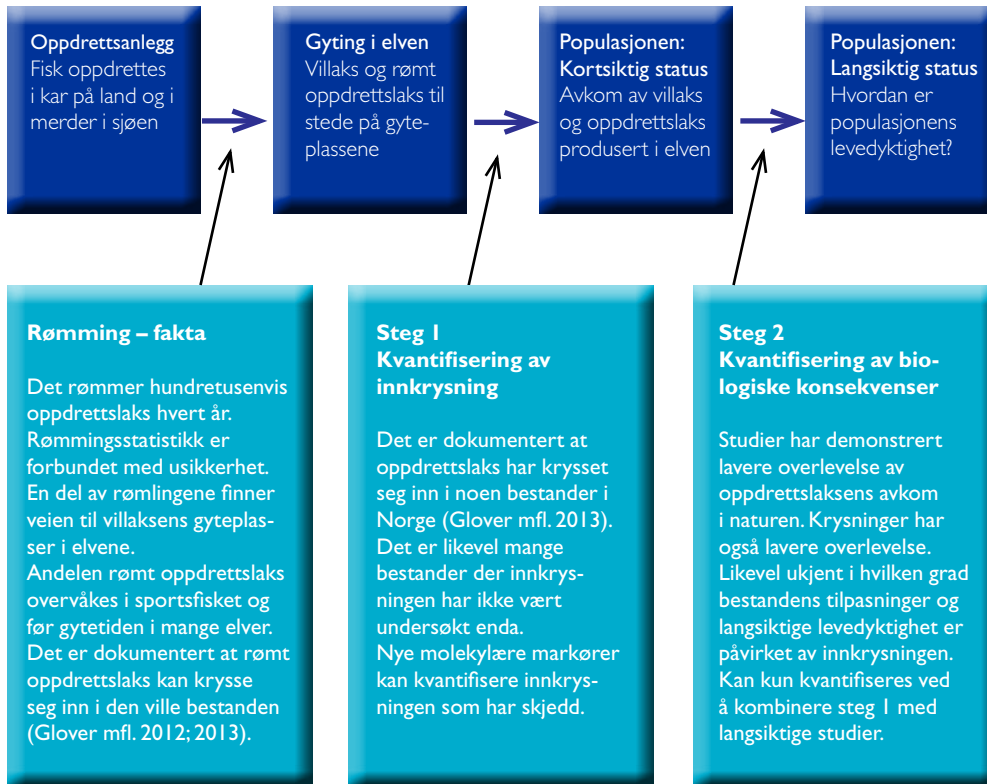 Oppdrettsanlegg
Fisk oppdrettes
i kar på land og i
merder i sjøen
Gyting i elven
Villaks og rømt
oppdrettslaks til
stede på gyte-
plassene
Populasjonen:
Kortsiktig status
Avkom av villaks
og oppdrettslaks
produsert i elven
Populasjonen:
Langsiktig status
Hvordan er
populasjonens
levedyktighet?
Rømming – fakta
Det rømmer hundretusenvis
oppdrettslaks hvert år.
Rømmingsstatistikk er
forbundet med usikkerhet.
En del av rømlingene finner
veien til villaksens gyteplas-
ser i elvene.
Andelen rømt oppdrettslaks
overvåkes i sportsfisket og
før gytetiden i mange elver.
Det er dokumentert at rømt
oppdrettslaks kan krysse
seg inn i den ville bestanden
(Glover mfl. 2012; 2013).
Steg 1
Kvantifisering av
innkrysning
Det er dokumentert at
oppdrettslaks har krysset
seg inn i noen bestander i
Norge (Glover mfl. 2013).
Det er likevel mange
bestander der innkrys-
ningen har ikke vært
undersøkt enda.
Nye molekylære markører
kan kvantifisere innkrys-
ningen som har skjedd.
Steg 2
Kvantifisering av bio-
logiske konsekvenser
Studier har demonstrert
lavere overlevelse av
oppdrettslaksens avkom
i naturen. Krysninger har
også lavere overlevelse.
Likevel ukjent i hvilken grad
bestandens tilpasninger og
langsiktige levedyktighet er
påvirket av innkrysningen.
Kan kun kvantifiseres ved
å kombinere steg 1 med
langsiktige studier.